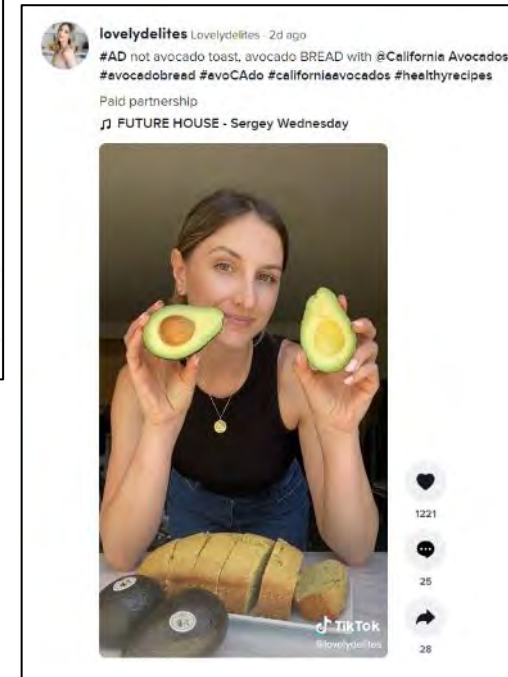 lovelydelites Lovelydelites · 2d ago
#AD not avocado toast, avocado BREAD with @California Avocados
#avocadobread #avoCAdo #californiaavocados #healthyrecipes
Paid partnership
♫ FUTURE HOUSE - Sergey Wednesday
1221
25
28
TikTok
@lovelydelites